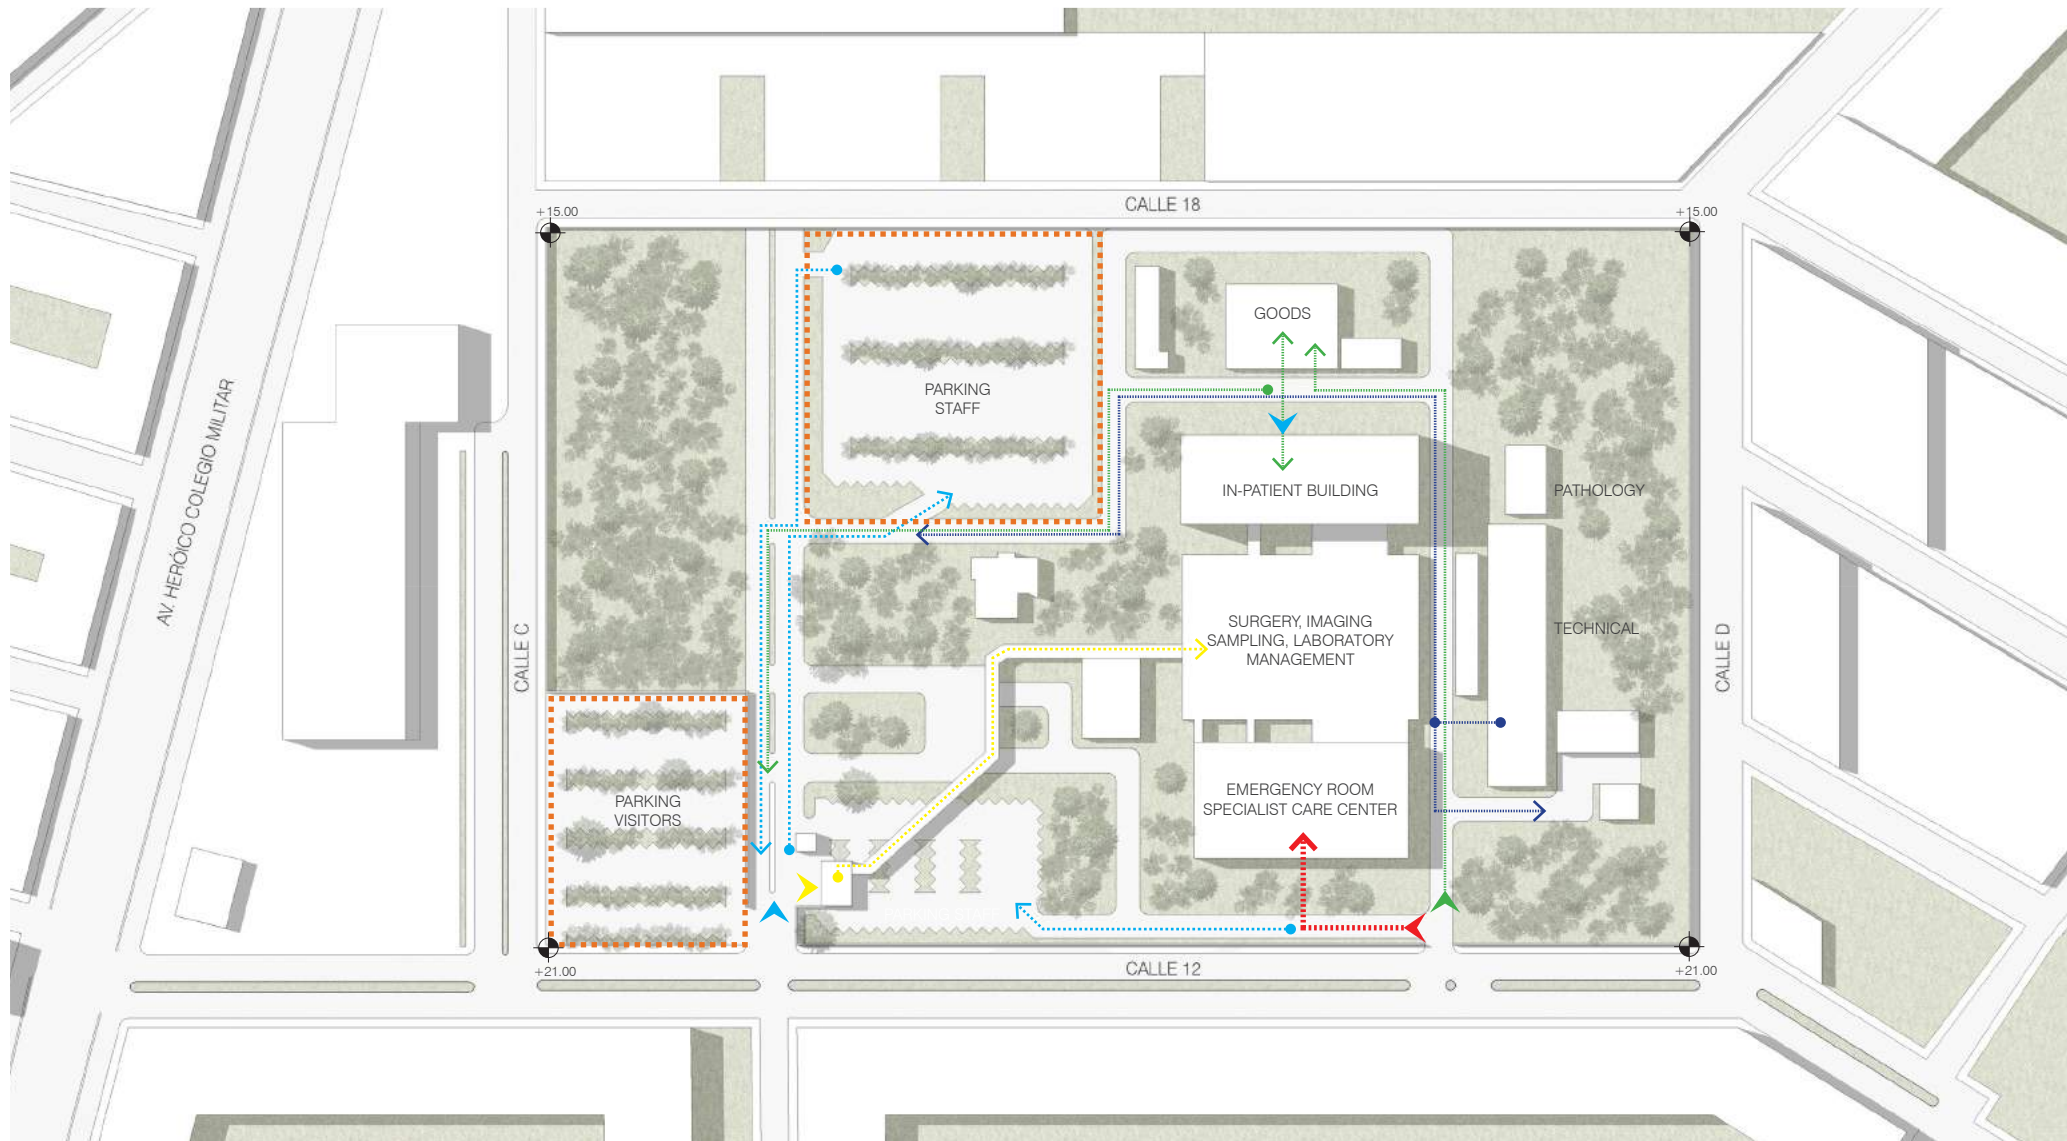 CALLE 18
+15.00
+15.00
GOODS
PARKING
STAFF
AV. HERÓICO COLEGIO MILITAR
IN-PATIENT BUILDING
PATHOLOGY
SURGERY, IMAGING
SAMPLING, LABORATORY
MANAGEMENT
TECHNICAL
CALLE C
CALLE D
PARKING
VISITORS
EMERGENCY ROOM
SPECIALIST CARE CENTER
PARKING STAFF
CALLE 12
+21.00
+21.00